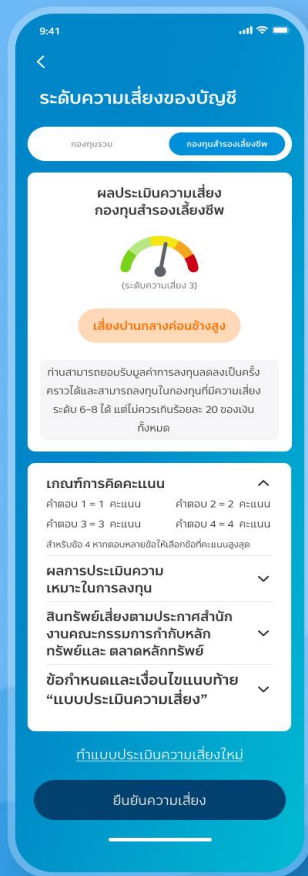 9:41
ระดับความเสี่ยงของบัญชี
กองทุนรวม
กองทุนสำรองเลี้ยงชีพ
ผลประเมินความเสี่ยง
กองทุนสำรองเลี้ยงชีพ
(ระดับความเสี่ยง 3)
เสี่ยงปานกลางค่อนข้างสูง
ท่านสามารถยอมรับมูลค่าการลงทุนลดลงเป็นครั้ง
คราวได้และสามารถลงทุนในกองทุนที่มีความเสี่ยง
ระดับ 6-8 ได้ แต่ไม่ควรเกินร้อยละ 20 ของเงิน
ทั้งหมด
เกณฑ์การคิดคะแนน
คำตอบ 1 = 1 คะแนน คำตอบ 2 = 2 คะแนน
คำตอบ 3 = 3 คะแนน คำตอบ 4 = 4 คะแนน
สำหรับข้อ 4 หากตอบหลายข้อให้เลือกข้อที่คะแนนสูงสุด
ผลการประเมินความ
เหมาะในการลงทุน
สินทรัพย์เสี่ยงตามประกาศสำนัก
งานคณะกรรมการกำกับหลัก
ทรัพย์และ ตลาดหลักทรัพย์
ข้อกำหนดและเงื่อนไขแนบท้าย
“แบบประเมินความเสี่ยง”
ทำแบบประเมินความเสี่ยงใหม่
ยืนยันความเสี่ยง